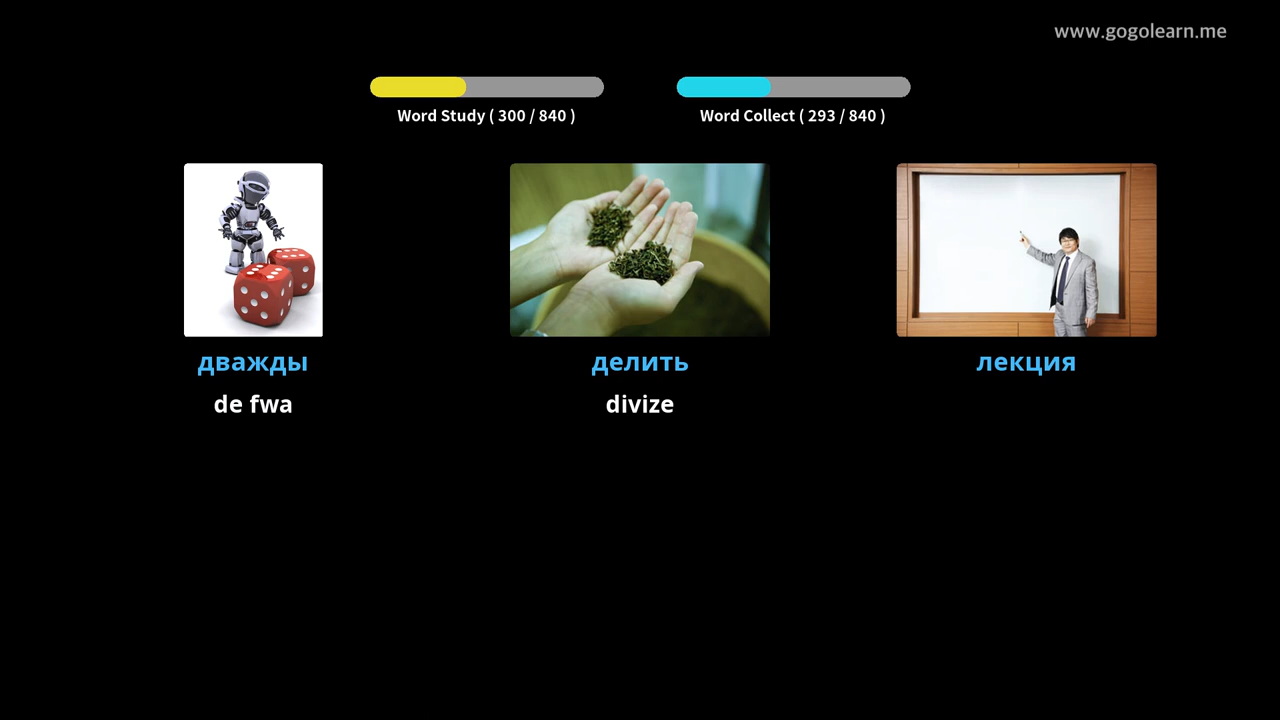 www.gogolearn.me
Word Study ( 300 / 840 )
Word Collect ( 293 / 840 )
дважды
делить
лекция
de fwa
divize